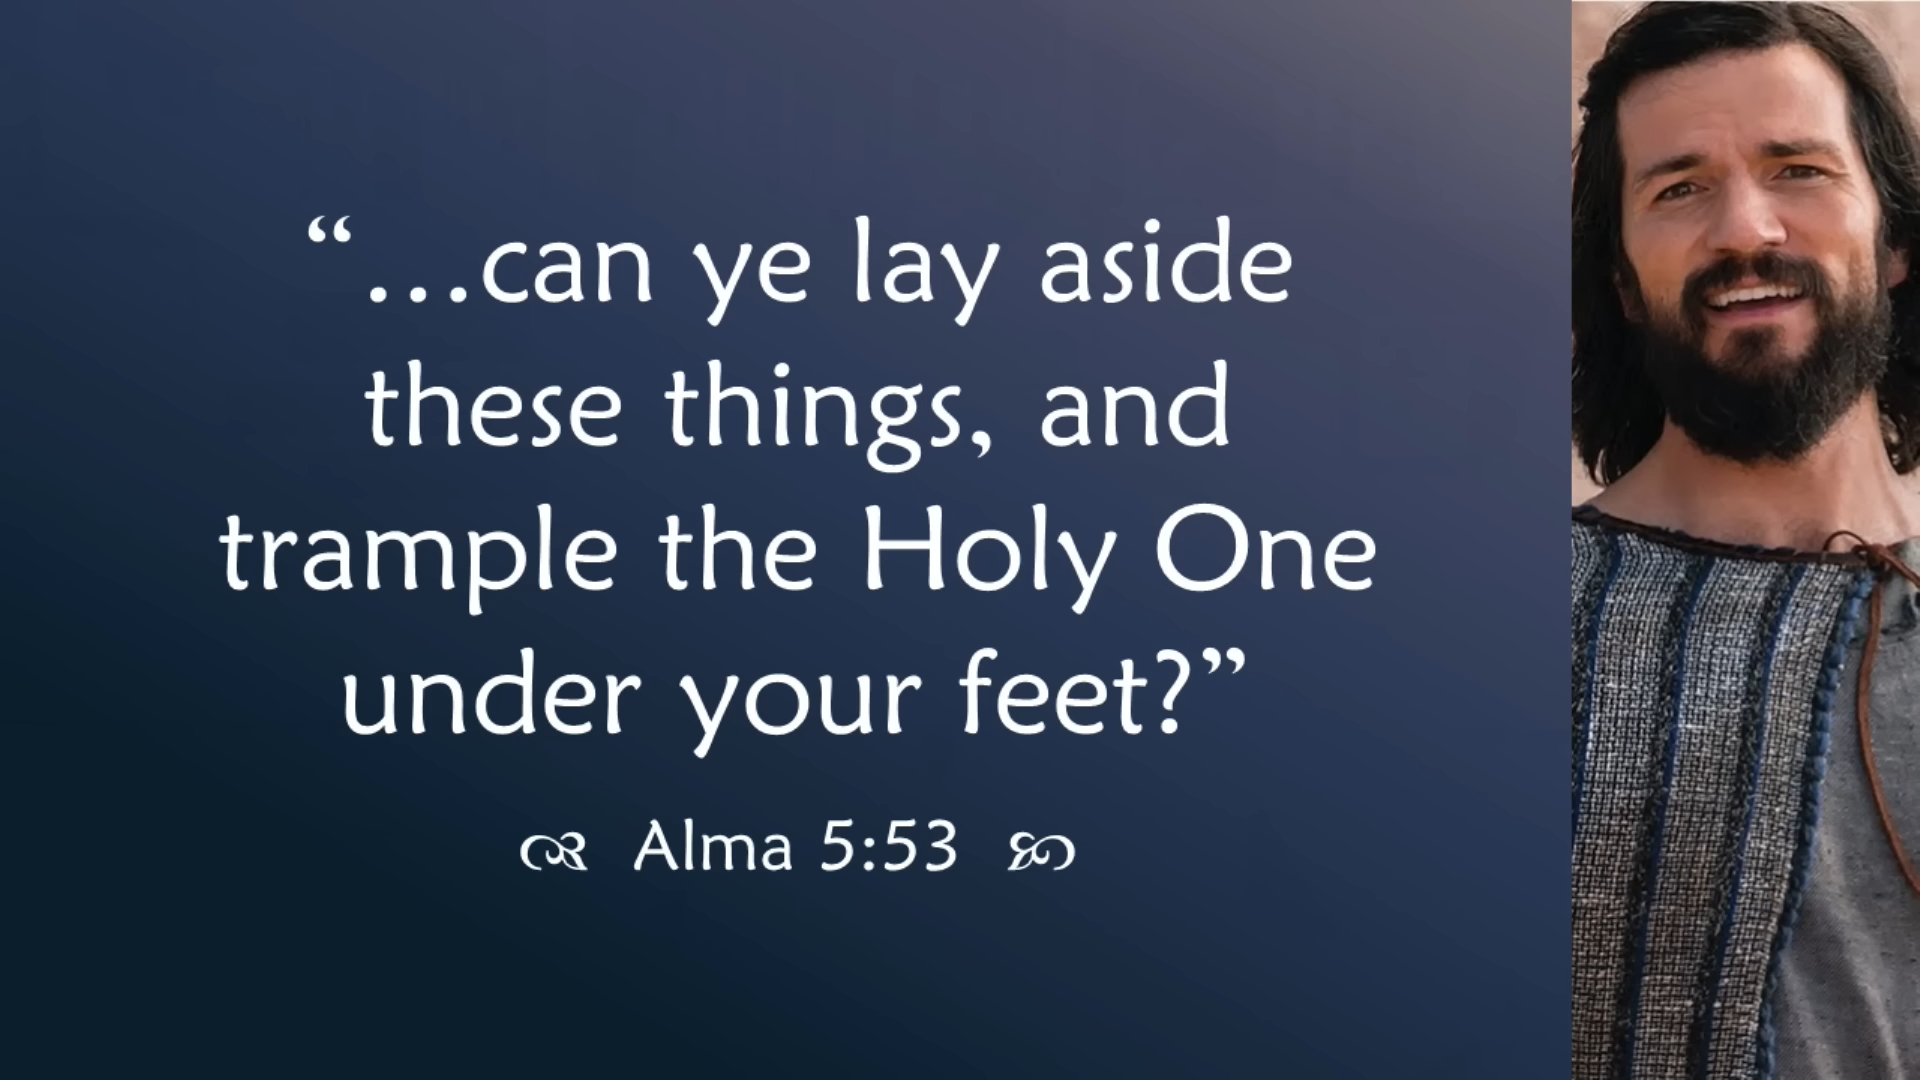 “…can ye lay aside
these things, and
trample the Holy One
under your feet?”
Alma 5:53